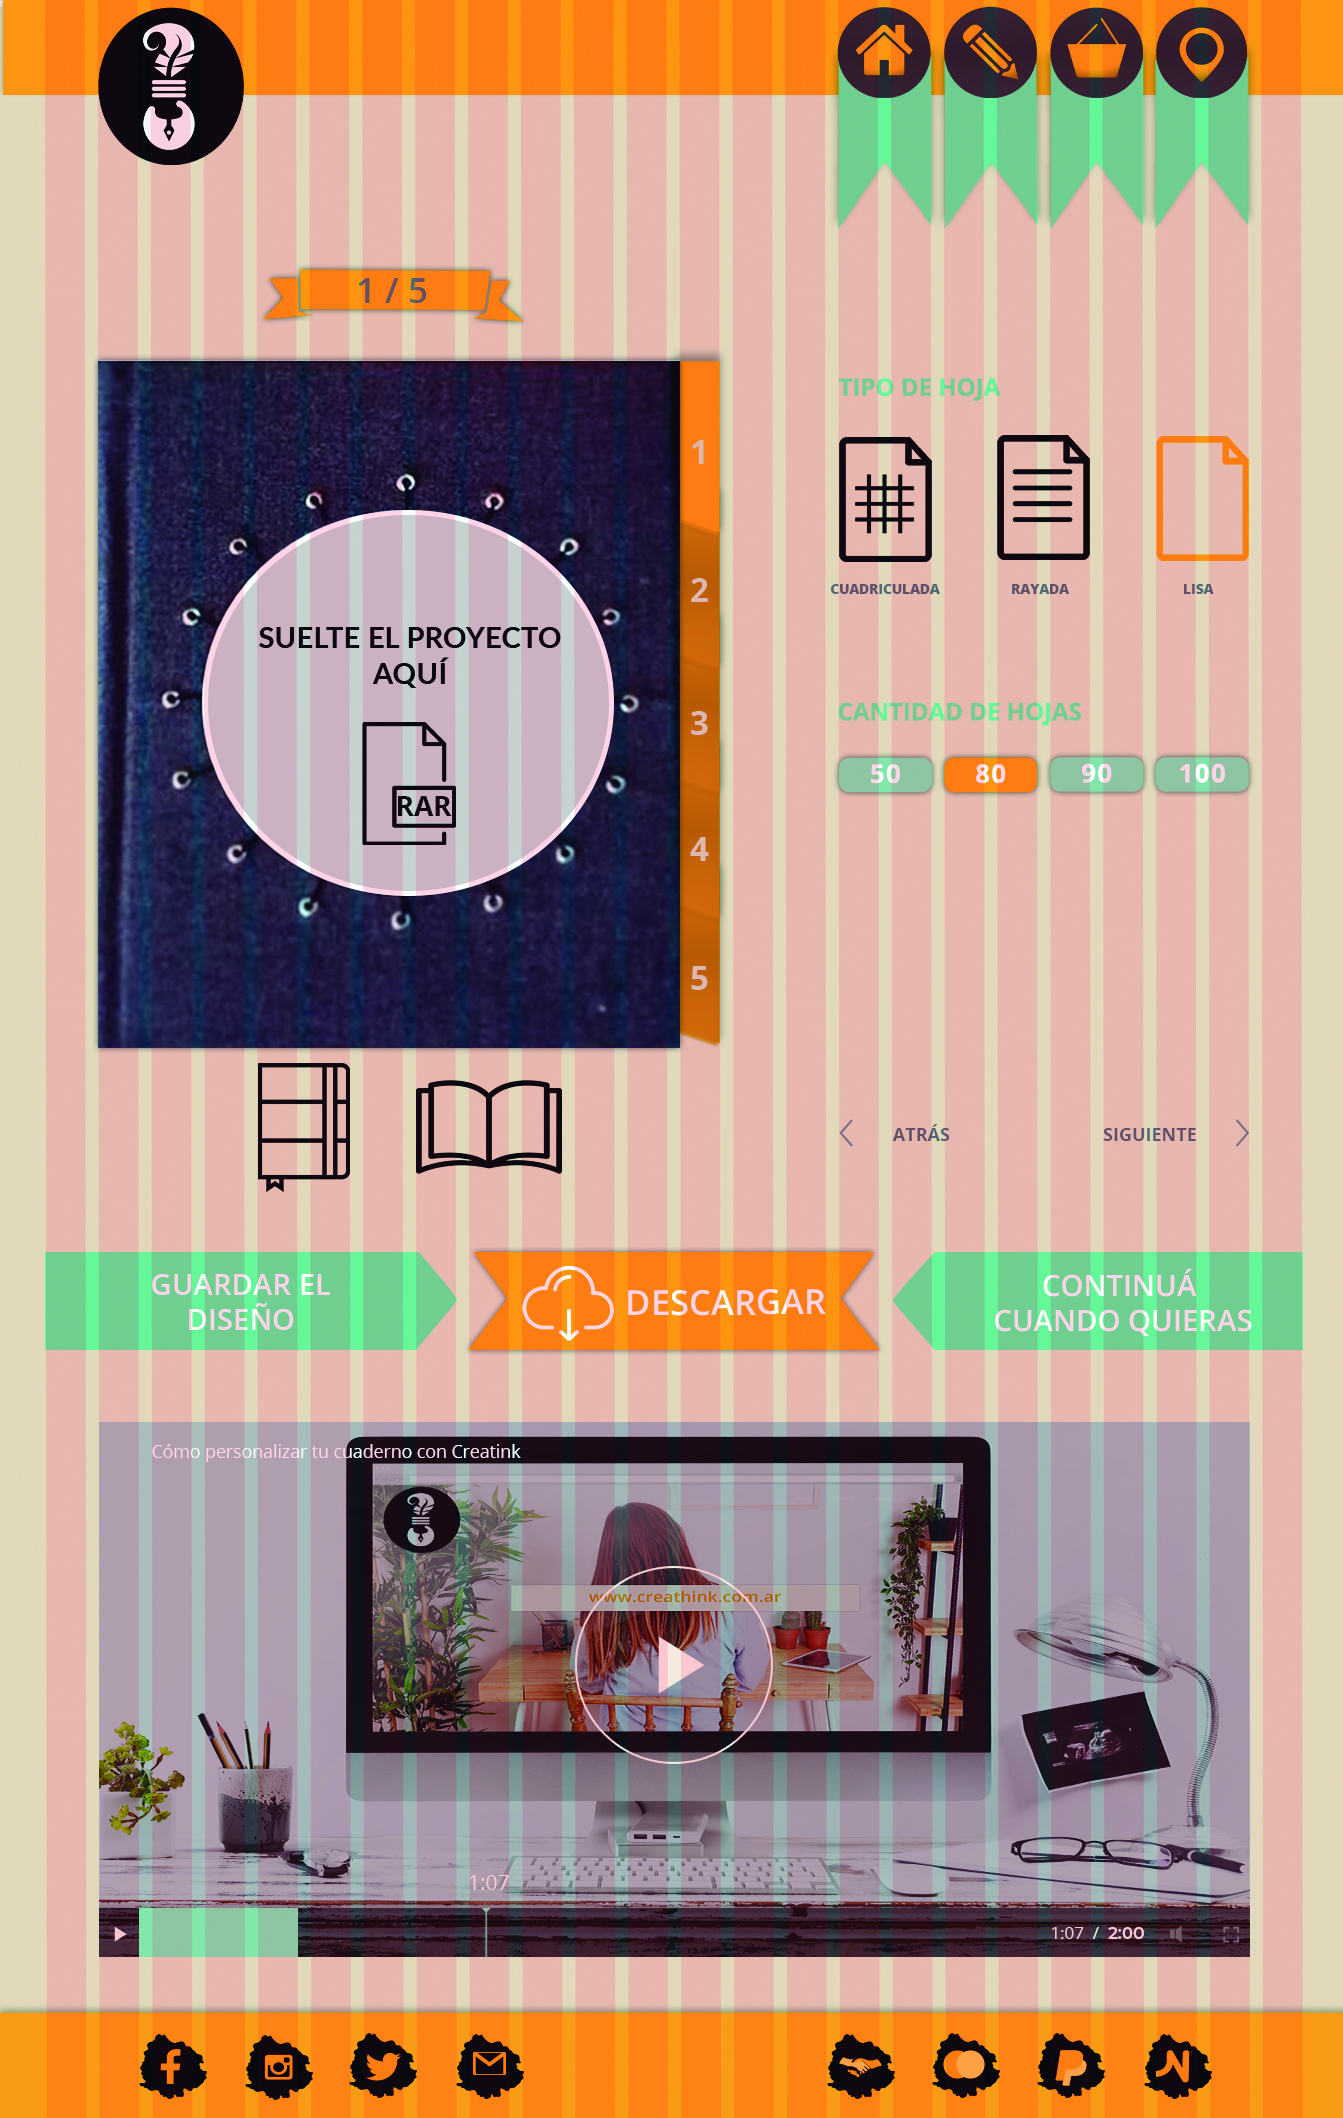 1 / 5
1
2
3
4
5
SUELTE EL PROYECTO
AQUÍ
RAR
TIPO DE HOJA
CUADRICULADA
RAYADA
LISA
CANTIDAD DE HOJAS
50
80
90
100
ATRÁS
SIGUIENTE
GUARDAR EL
DISEÑO
DESCARGAR
CONTINUÁ
CUANDO QUIERAS
Cómo personalizar tu cuaderno con Creatink
www.creathink.com.ar
1:07
1:07 / 2:00